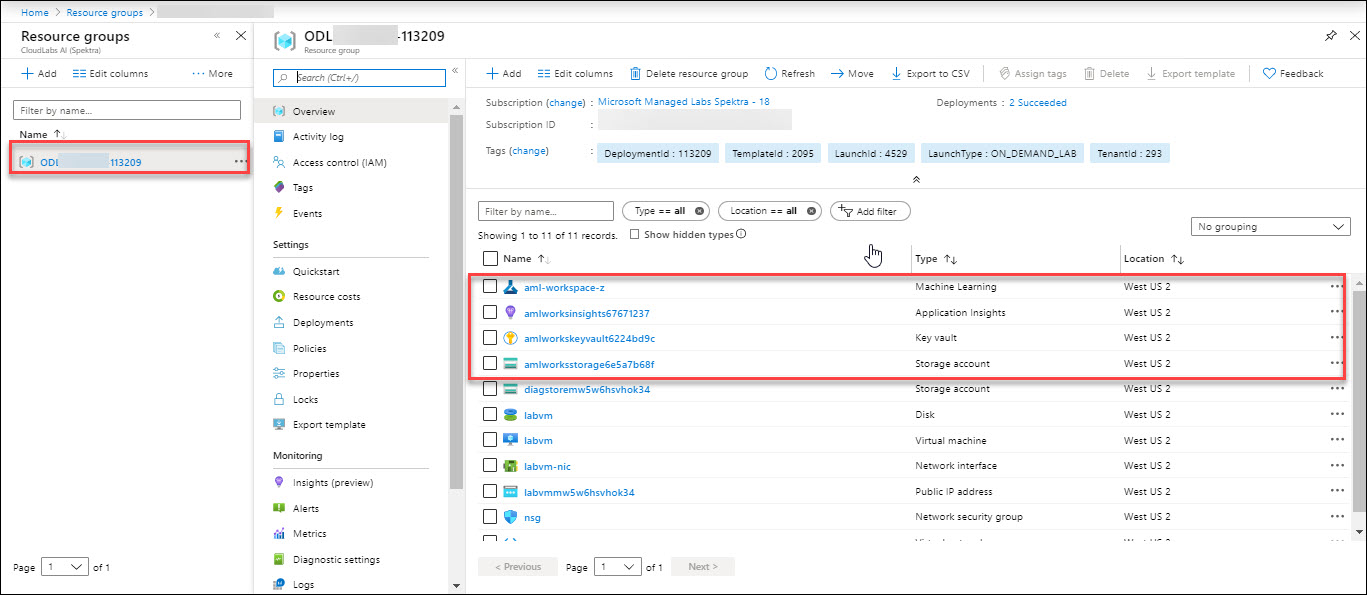 Home > Resource groups >
Resource groups
CloudLabs AI (Spektra)
« 
Add Edit columns ··· More
Filter by name...
Name ↑↓
ODL -113209 ···
Page 1 of 1
ODL -113209
Resource group
Search (Ctrl+/)
«
Overview
Activity log
Access control (IAM)
Tags
Events
Settings
Quickstart
Resource costs
Deployments
Policies
Properties
Locks
Export template
Monitoring
Insights (preview)
Alerts
Metrics
Diagnostic settings
Logs
Add Edit columns Delete resource group Refresh Move Export to CSV Assign tags Delete Export template Feedback
Subscription (change) : Microsoft Managed Labs Spektra - 18 Deployments : 2 Succeeded
Subscription ID :
Tags (change) : DeploymentId : 113209 TemplateId : 2095 LaunchId : 4529 LaunchType : ON_DEMAND_LAB TenantId : 293
Filter by name... Type == all Location == all Add filter
Showing 1 to 11 of 11 records. Show hidden types
No grouping
Name ↑↓ Type ↑↓ Location ↑↓
aml-workspace-z Machine Learning West US 2 ···
amlworksinsights67671237 Application Insights West US 2 ···
amlworkskeyvault6224bd9c Key vault West US 2 ···
amlworksstorage6e5a7b68f Storage account West US 2 ···
diagstoremw5w6hsvhok34 Storage account West US 2 ···
labvm Disk West US 2 ···
labvm Virtual machine West US 2 ···
labvm-nic Network interface West US 2 ···
labvmmw5w6hsvhok34 Public IP address West US 2 ···
nsg Network security group West US 2 ···
< Previous Page 1 of 1 Next >